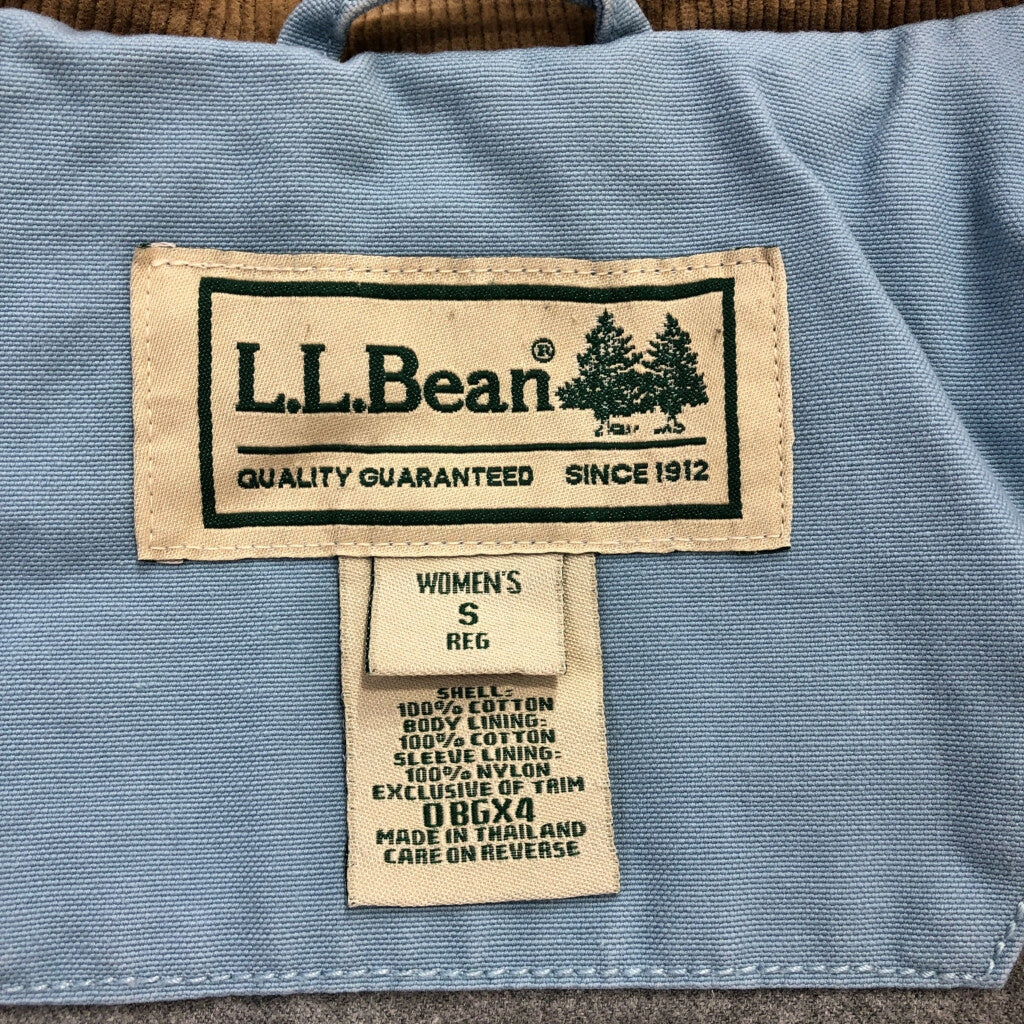 L.L.Bean®
QUALITY GUARANTEED SINCE 1912
WOMEN'S
S
REG
SHELL:
100% COTTON
BODY LINING:
100% COTTON
SLEEVE LINING:
100% NYLON
EXCLUSIVE OF TRIM
0BGX4
MADE IN THAILAND
CARE ON REVERSE